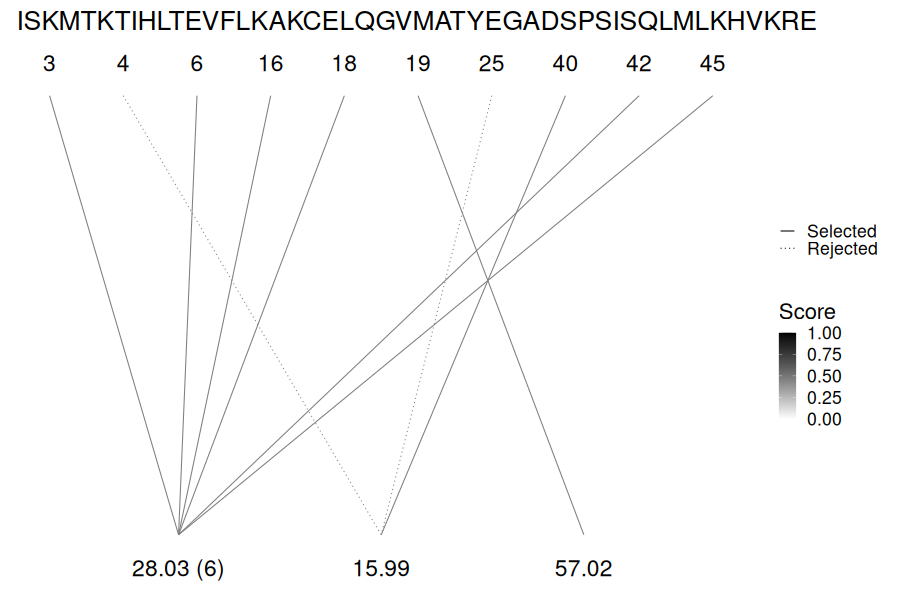 ISKMTKTIHLTEVFLKAKCELQGVMATYEGADSPSISQLMLKHVKRE
3 4 6 16 18 19 25 40 42 45
Selected
Rejected
Score
1.00
0.75
0.50
0.25
0.00
28.03 (6) 15.99 57.02